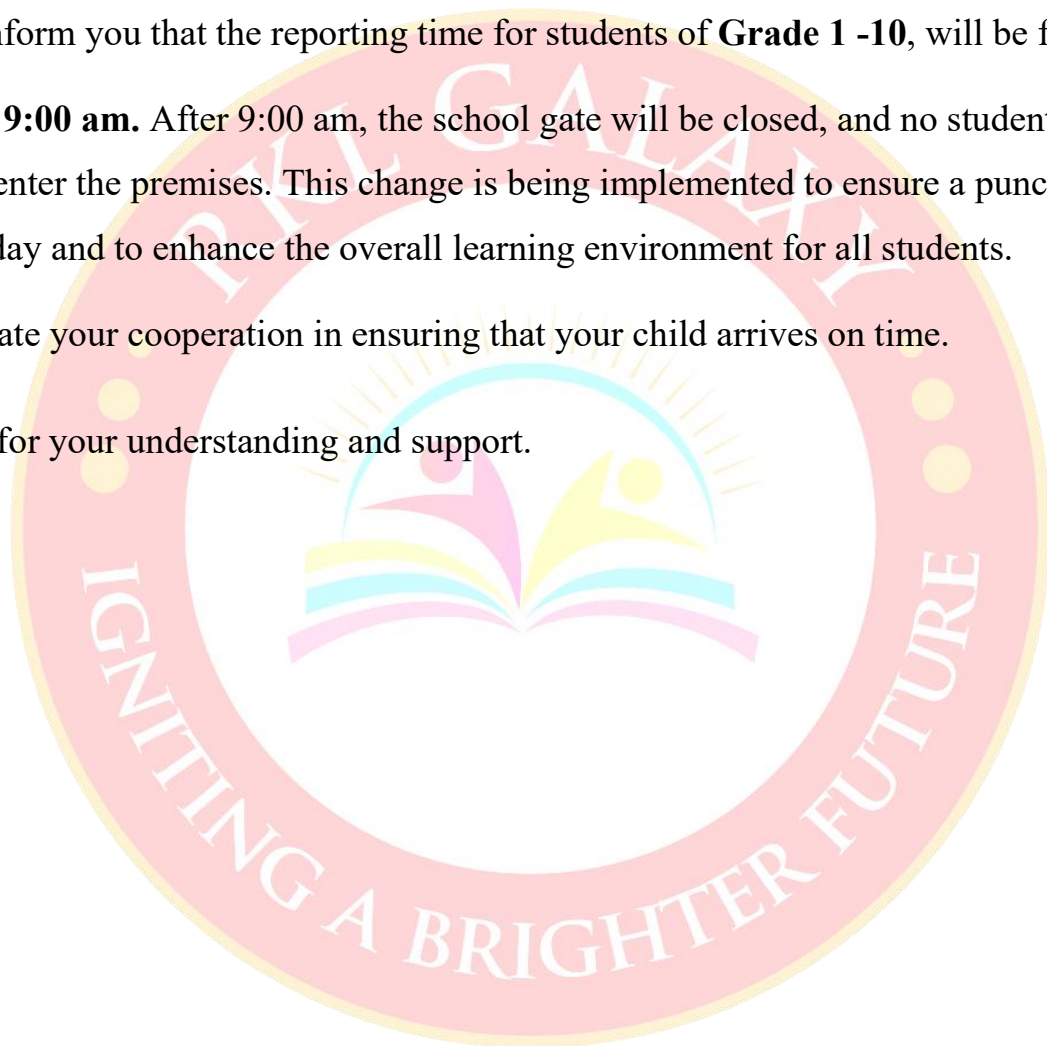 nform you that the reporting time for students of Grade 1 -10, will be f
9:00 am. After 9:00 am, the school gate will be closed, and no student
enter the premises. This change is being implemented to ensure a punc
day and to enhance the overall learning environment for all students.
ate your cooperation in ensuring that your child arrives on time.
for your understanding and support.
PKL GALAXY
IGNITING A BRIGHTER FUTURE